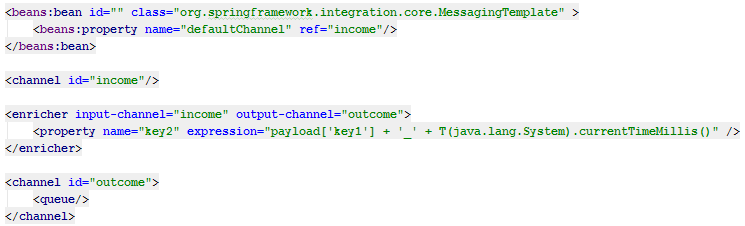 <beans:bean id="" class="org.springframework.integration.core.MessagingTemplate" >
<beans:property name="defaultChannel" ref="income"/>
</beans:bean>
<channel id="income"/>
<enricher input-channel="income" output-channel="outcome">
<property name="key2" expression="payload['key1'] + '_' + T(java.lang.System).currentTimeMillis()" />
</enricher>
<channel id="outcome">
<queue/>
</channel>